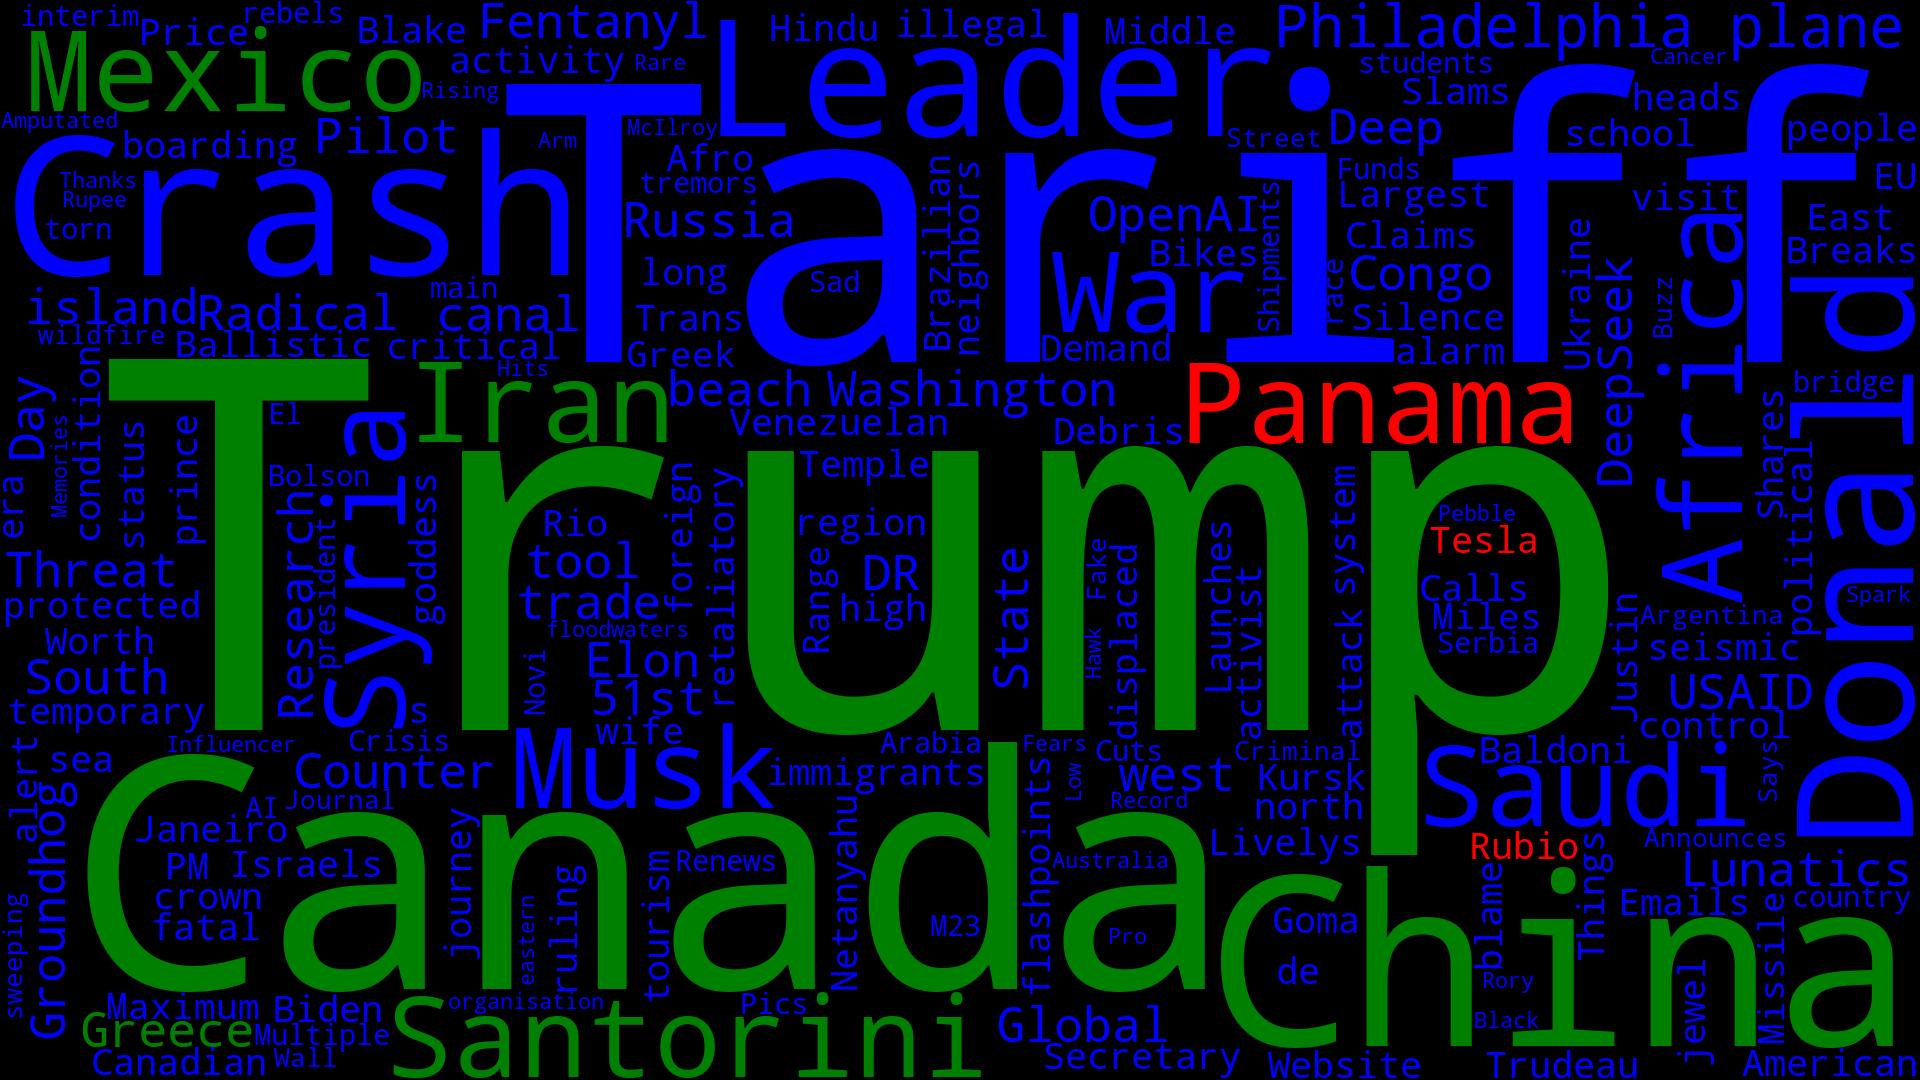 interim
rebels
Price
Blake
Fentanyl
Hindu
illegal
Middle
Philadelphia
plane
Mexico
activity
Rare
Leader
students
Cancer
Rising
Slams
heads
Amputated
boarding
Pilot
Arm
McIlroy
Street
Deep
school
people
Crash
Tariff
Afro
Funds
EU
Thanks
Rupee
tremors
Largest
visit
torn
Russia
Brazilian
neighbors
OpenAI
Shipments
Claims
East
Bikes
Breaks
long
Sad
War
race
Congo
Ukraine
DeepSeek
Buzz
Africa
Donald
island
Radical
main
canal
Trans
Silence
wildfire
Ballistic
critical
Greek
Demand
alarm
Hits
Iran
beach
Washington
Panama
bridge
Day
condition
El
Venezuelan
Debris
Shares
era
Memories
status
prince
Syria
Trump
Temple
political
Bolson
Research
president
goddess
Rio
foreign
retaliatory
region
system
Pebble
Tesla
Threat
tool
Range
DR
State
Fake
displaced
Launches
activist
attack
Calls
protected
trade
high
Miles
Spark
Worth
floodwaters
Serbia
Justin
Argentina
South
Novi
Elon
Hawk
seismic
51st
USAID
temporary
s
wife
control
Influencer
Crisis
Arabia
Fears
Cuts
Criminal
Baldoni
alert
sea
Counter
Musk
immigrants
Low
west
Kursk
Saudi
Says
Groundhog
AI
Journal
Record
north
Canada
Janeiro
journey
Netanyahu
flashpoints
Livelys
Rubio
Announces
PM
Israels
tourism
Renews
Australia
Things
Lunatics
crown
ruling
China
blame
Emails
country
sweeping
fatal
eastern
M23
Pro
Goma
de
Missile
Rory
jewel
Maximum
Biden
organisation
Pics
Greece
Multiple
Santorini
Global
Black
Canadian
Wall
Secretary
Website
Trudeau
American